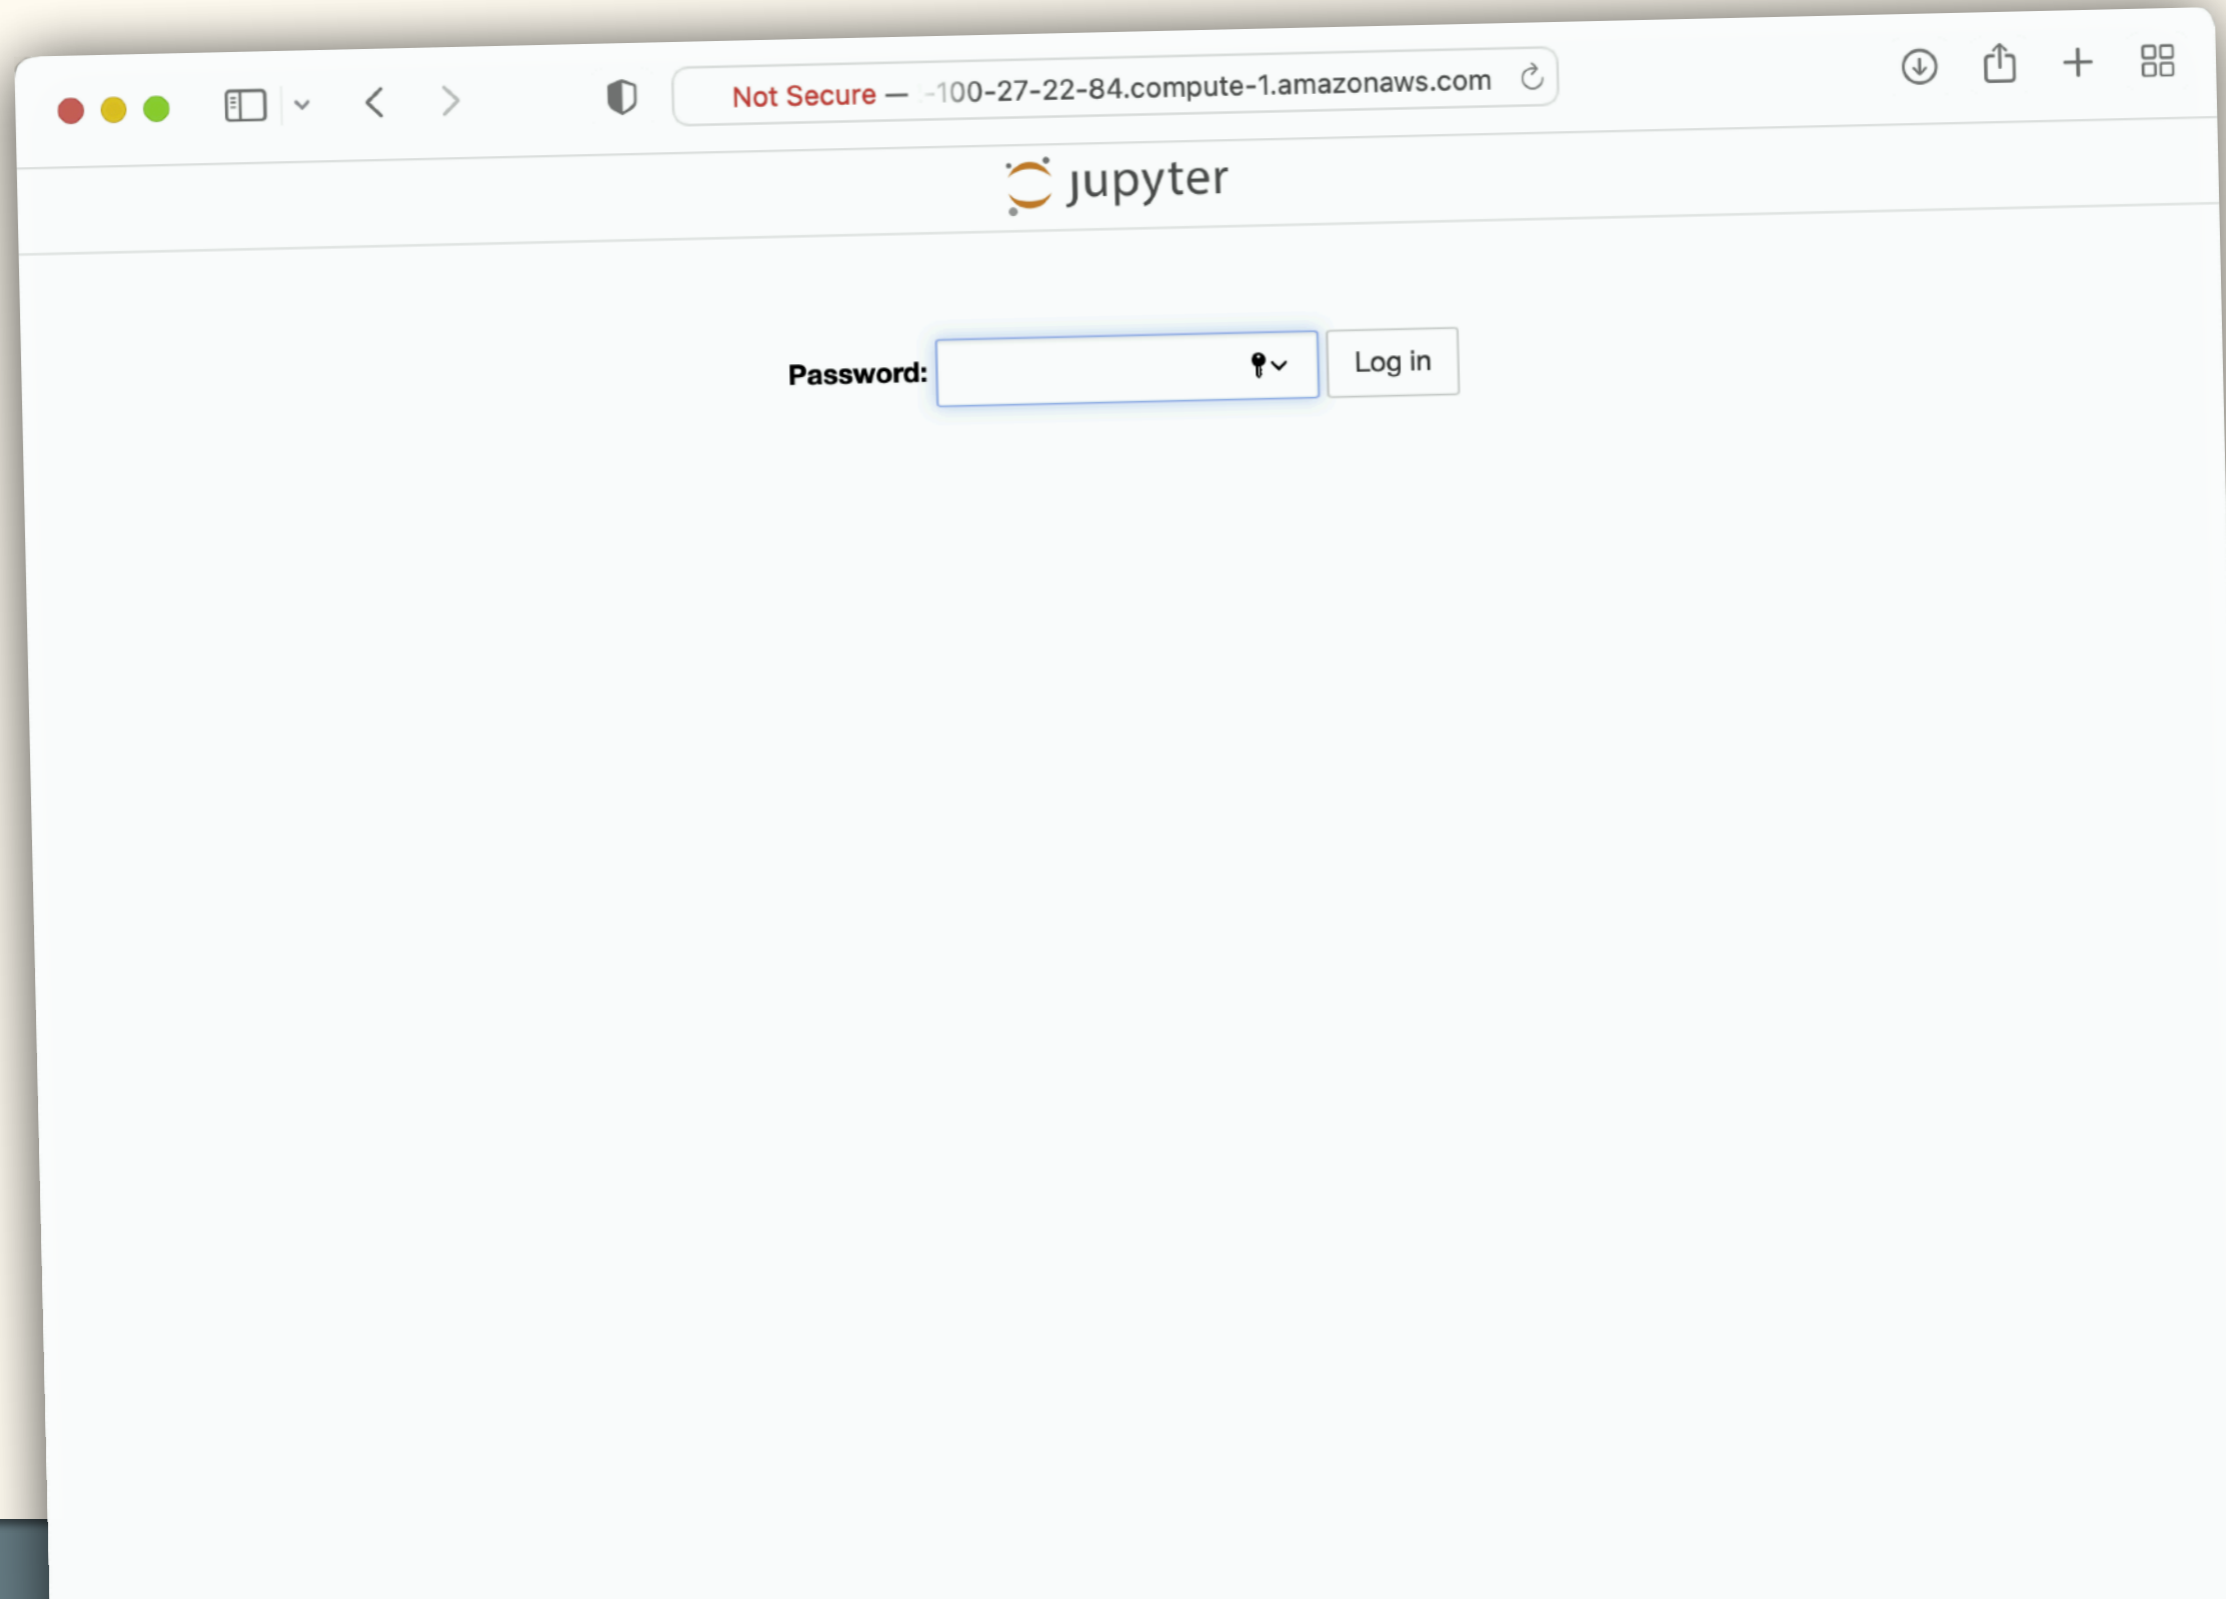 Not Secure — -100-27-22-84.compute-1.amazonaws.com
jupyter
Password:
Log in